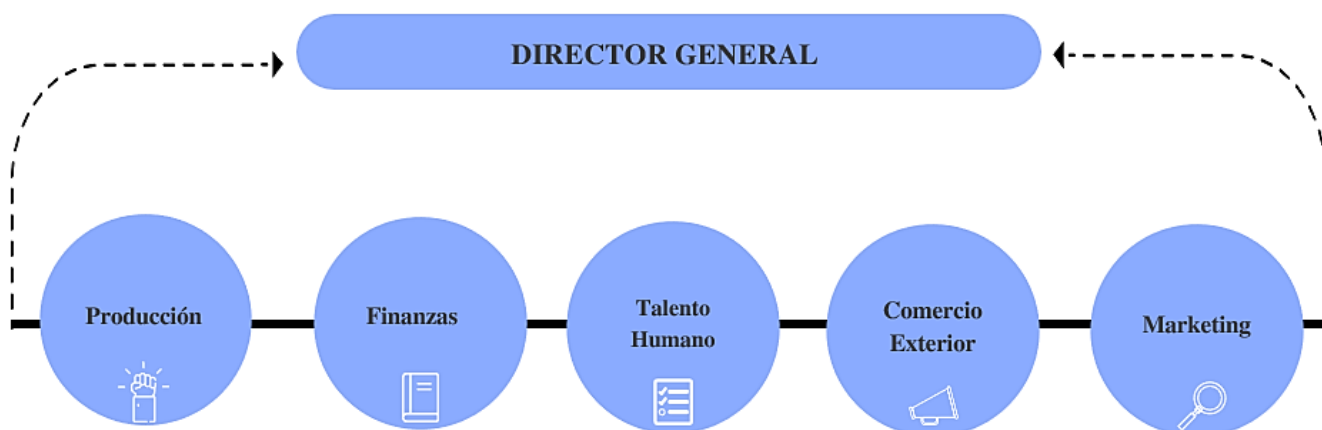 DIRECTOR GENERAL
Producción
Finanzas
Talento
Humano
Comercio
Exterior
Marketing